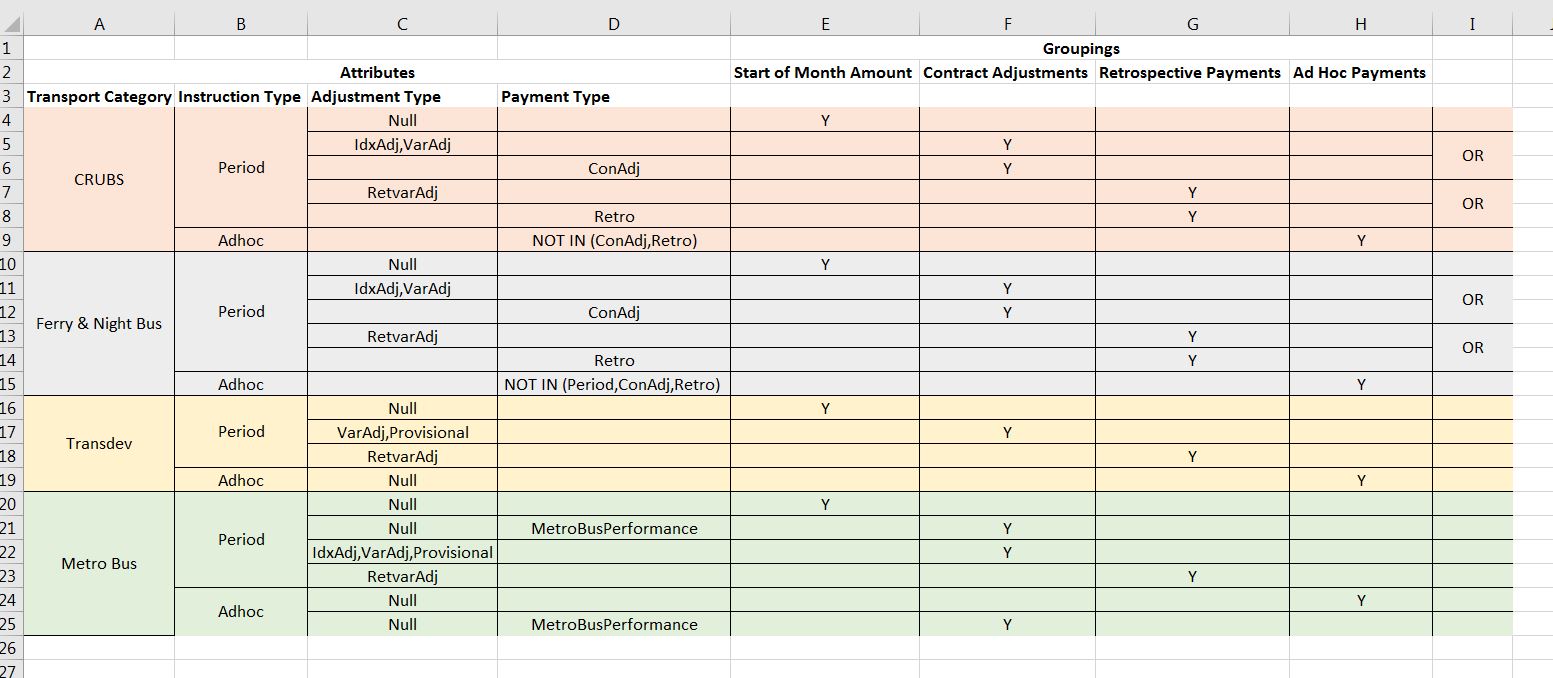 A B C D E F G H I
1 Groupings
2 Attributes Start of Month Amount Contract Adjustments Retrospective Payments Ad Hoc Payments
3 Transport Category Instruction Type Adjustment Type Payment Type
4 Null Y
5 IdxAdj,VarAdj Y
OR
6 Period ConAdj Y
CRUBS
7 RetvarAdj Y
OR
8 Retro Y
9 Adhoc NOT IN (ConAdj,Retro) Y
10 Null Y
11 IdxAdj,VarAdj Y
OR
12 Period ConAdj Y
Ferry & Night Bus
13 RetvarAdj Y
OR
14 Retro Y
15 Adhoc NOT IN (Period,ConAdj,Retro) Y
16 Null Y
17 Period VarAdj,Provisional Y
Transdev
18 RetvarAdj Y
19 Adhoc Null Y
20 Null Y
21 Null MetroBusPerformance Y
Period
22 IdxAdj,VarAdj,Provisional Y
Metro Bus
23 RetvarAdj Y
24 Null Y
Adhoc
25 Null MetroBusPerformance Y
26
27